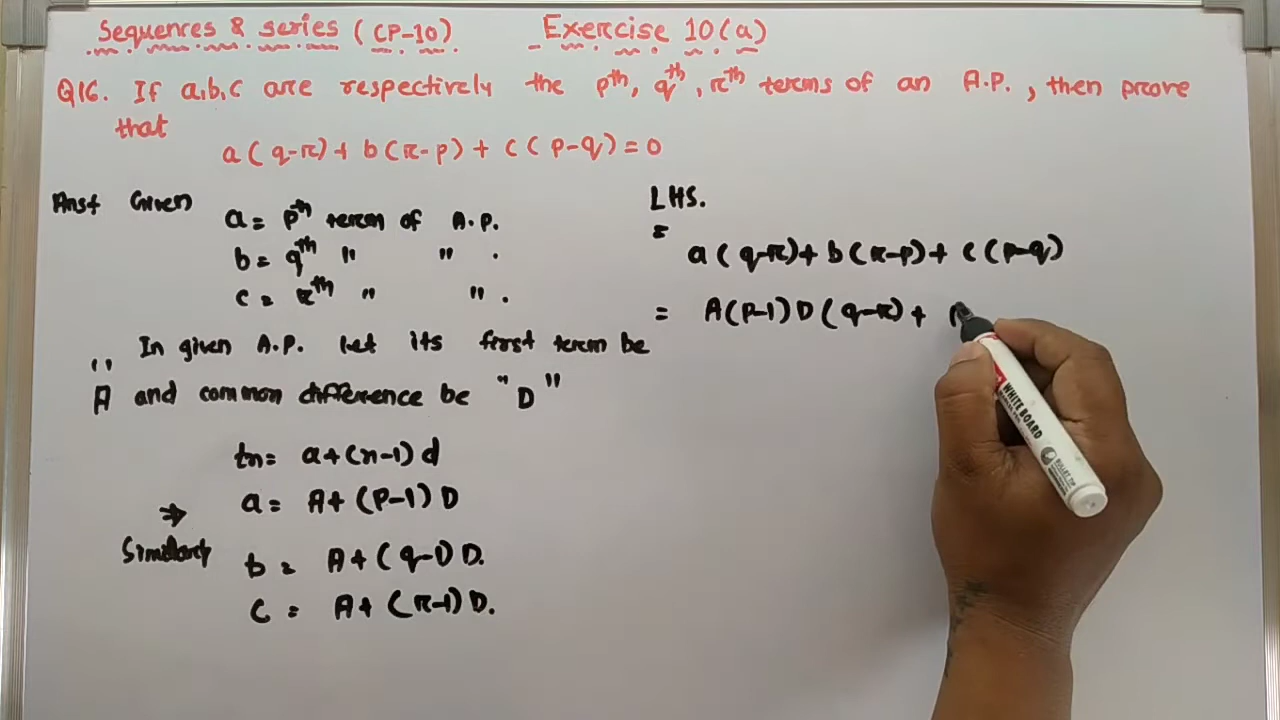 Sequences & series (CP-10) Exercise 10(a)
Q16. If a,b,c are respectively the pth, qth, rth terms of an A.P., then prove
that
a(q-r)+ b(r-p)+ c(p-q)=0
Ans: Given
a= pth term of A.P.
b= qth " " .
c= rth " " .
In given A.P. let its first term be
A and common difference be "D"
tn= a+(n-1)d
⇒ a= A+(p-1)D
Similarly b= A+(q-1)D.
c= A+(r-1)D.
LHS.
= a(q-r)+ b(r-p)+ c(p-q)
= A(p-1)D(q-r)+
WHITE BOARD